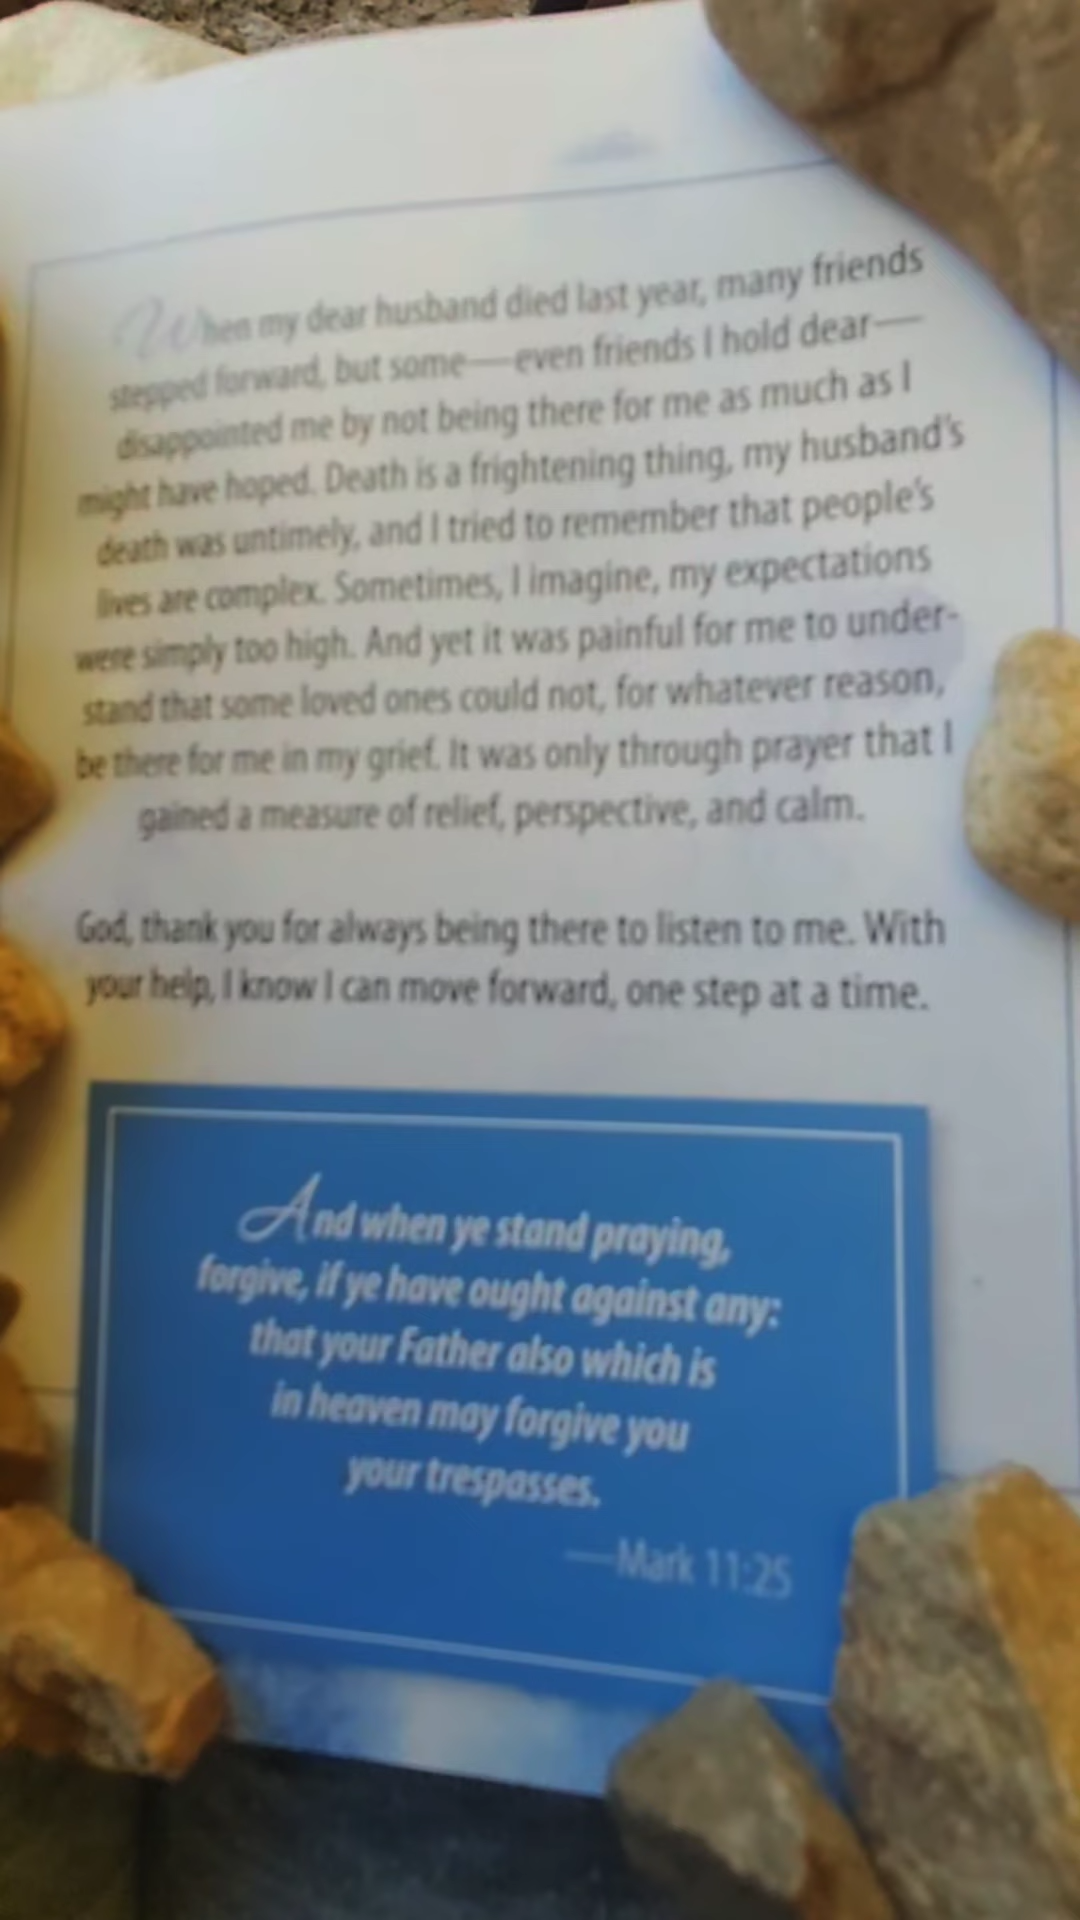 When my dear husband died last year, many friends
stepped forward, but some—even friends I hold dear—
disappointed me by not being there for me as much as I
might have hoped. Death is a frightening thing, my husband's
death was untimely, and I tried to remember that people's
lives are complex. Sometimes, I imagine, my expectations
were simply too high. And yet it was painful for me to under-
stand that some loved ones could not, for whatever reason,
be there for me in my grief. It was only through prayer that I
gained a measure of relief, perspective, and calm.
God, thank you for always being there to listen to me. With
your help, I know I can move forward, one step at a time.
And when ye stand praying,
forgive, if ye have ought against any:
that your Father also which is
in heaven may forgive you
your trespasses.
—Mark 11:25